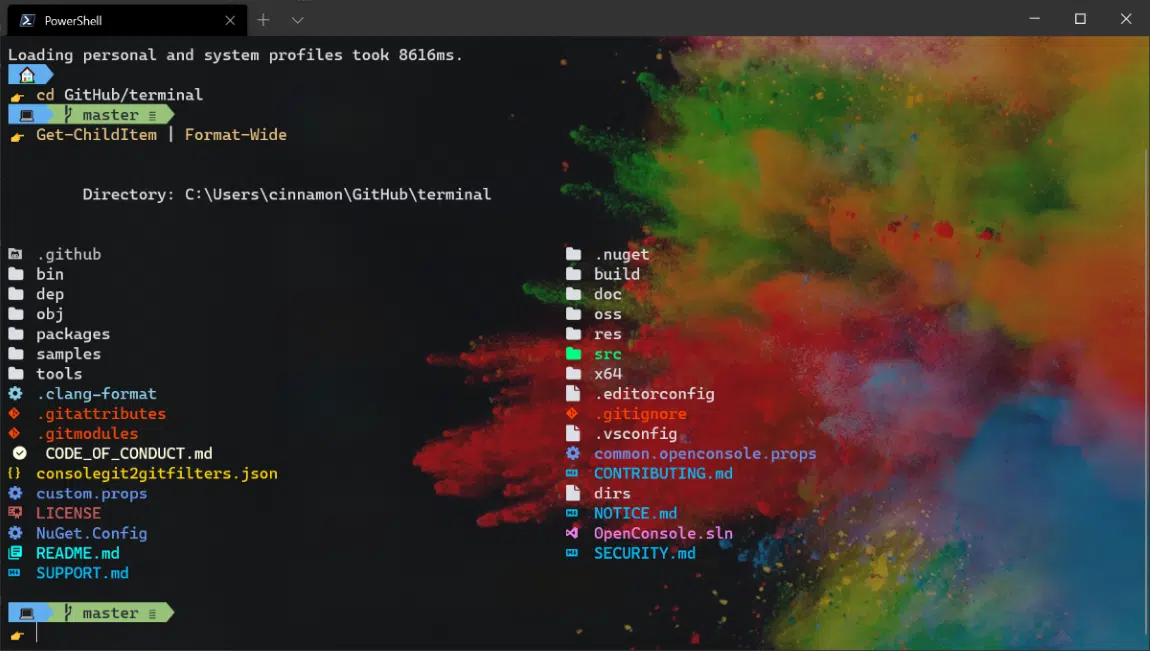 PowerShell
Loading personal and system profiles took 8616ms.
cd GitHub/terminal
master ≡
Get-ChildItem | Format-Wide
Directory: C:\Users\cinnamon\GitHub\terminal
.github .nuget
bin build
dep doc
obj oss
packages res
samples src
tools x64
.clang-format .editorconfig
.gitattributes .gitignore
.gitmodules .vsconfig
CODE_OF_CONDUCT.md common.openconsole.props
consolegit2gitfilters.json CONTRIBUTING.md
custom.props dirs
LICENSE NOTICE.md
NuGet.Config OpenConsole.sln
README.md SECURITY.md
SUPPORT.md
master ≡